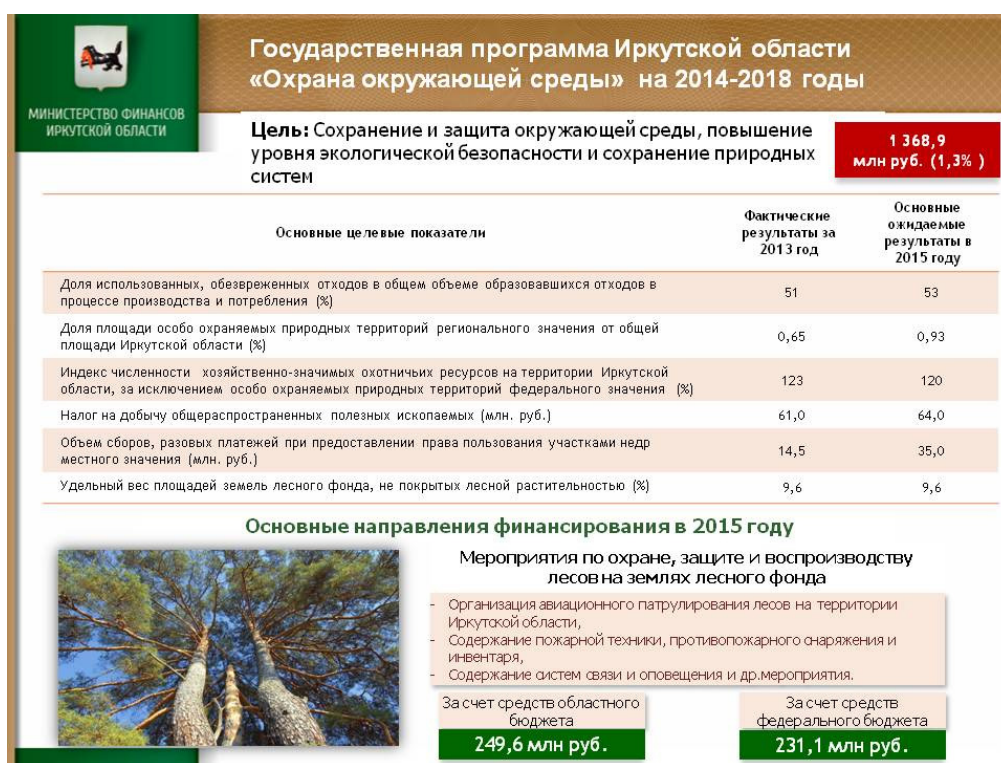 Государственная программа Иркутской области
«Охрана окружающей среды» на 2014-2018 годы
МИНИСТЕРСТВО ФИНАНСОВ
ИРКУТСКОЙ ОБЛАСТИ
Цель: Сохранение и защита окружающей среды, повышение
уровня экологической безопасности и сохранение природных
систем
1 368,9
млн руб. (1,3% )
Основные целевые показатели
Фактические
результаты за
2013 год
Основные
ожидаемые
результаты в
2015 году
Доля использованных, обезвреженных отходов в общем объеме образовавшихся отходов в
процессе производства и потребления (%)
51
53
Доля площади особо охраняемых природных территорий регионального значения от общей
площади Иркутской области (%)
0,65
0,93
Индекс численности хозяйственно-значимых охотничьих ресурсов на территории Иркутской
области, за исключением особо охраняемых природных территорий федерального значения (%)
123
120
Налог на добычу общераспространенных полезных ископаемых (млн. руб.)
61,0
64,0
Объем сборов, разовых платежей при предоставлении права пользования участками недр
местного значения (млн. руб.)
14,5
35,0
Удельный вес площадей земель лесного фонда, не покрытых лесной растительностью (%)
9,6
9,6
Основные направления финансирования в 2015 году
Мероприятия по охране, защите и воспроизводству
лесов на землях лесного фонда
- Организация авиационного патрулирования лесов на территории
Иркутской области,
- Содержание пожарной техники, противопожарного снаряжения и
инвентаря,
- Содержание систем связи и оповещения и др.мероприятия.
За счет средств областного
бюджета
249,6 млн руб.
За счет средств
федерального бюджета
231,1 млн руб.